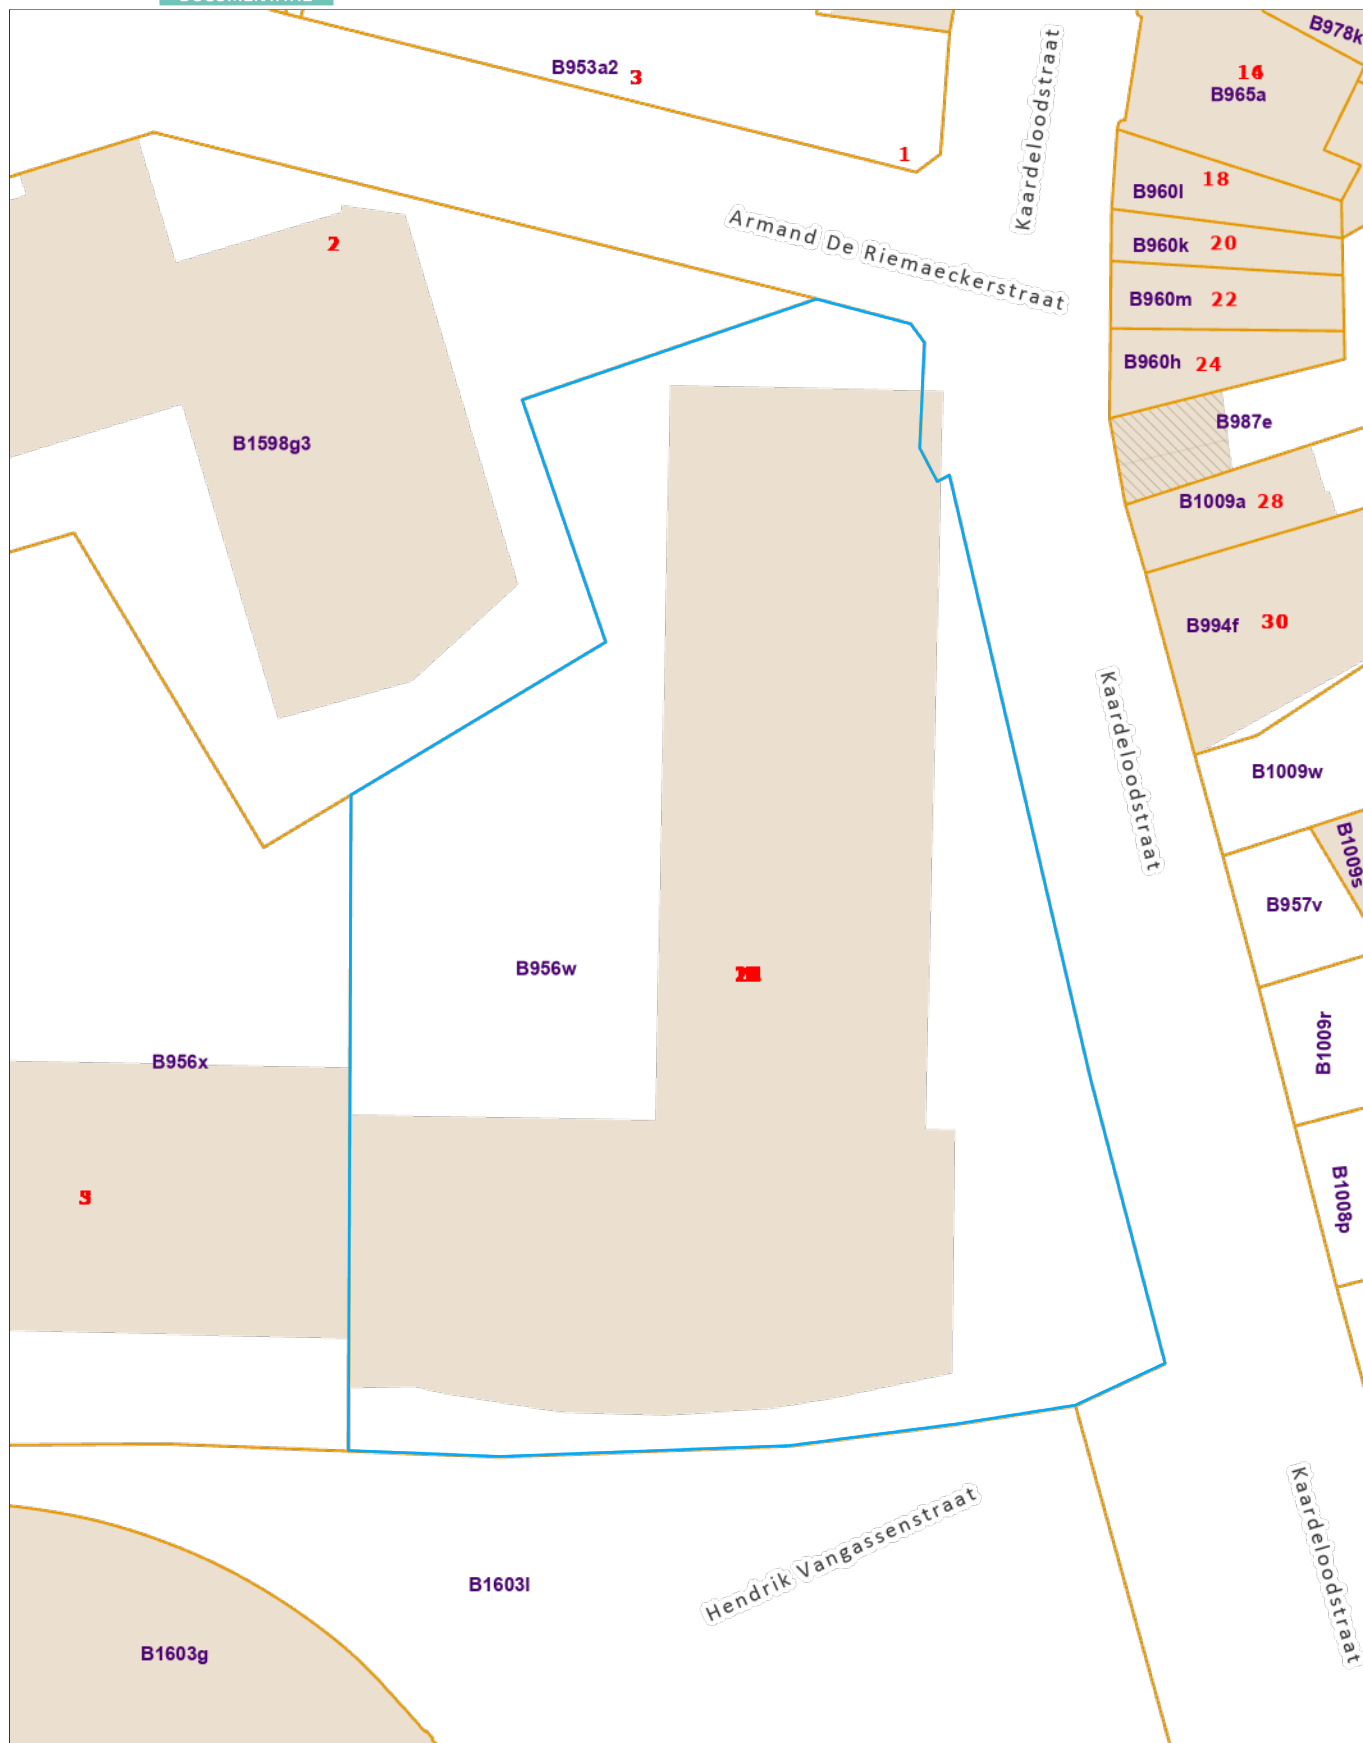 B978k
B953a2
3
B965a
1
Kaardeloodstraat
18
B960l
Armand De Riemaeckerstraat
2
B960k
20
B960m
22
B960h
24
B987e
B1598g3
B1009a
28
B994f
30
Kaardeloodstraat
B1009w
B1009s
B957v
B956w
B1009r
B956x
B1008p
Hendrik Vangassenstraat
Kaardeloodstraat
B1603l
B1603g